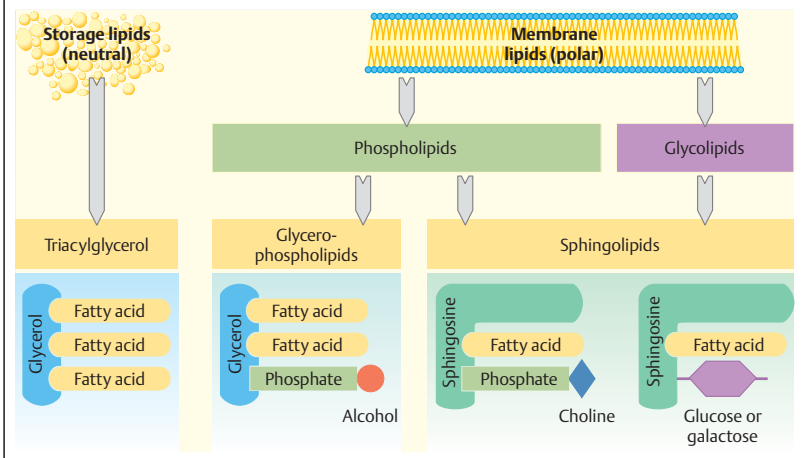 Storage lipids
(neutral)
Membrane
lipids (polar)
Phospholipids
Glycolipids
Triacylglycerol
Glycero-
phospholipids
Sphingolipids
Glycerol
Fatty acid
Fatty acid
Fatty acid
Glycerol
Fatty acid
Fatty acid
Phosphate
Alcohol
Sphingosine
Fatty acid
Phosphate
Choline
Sphingosine
Fatty acid
Glucose or
galactose